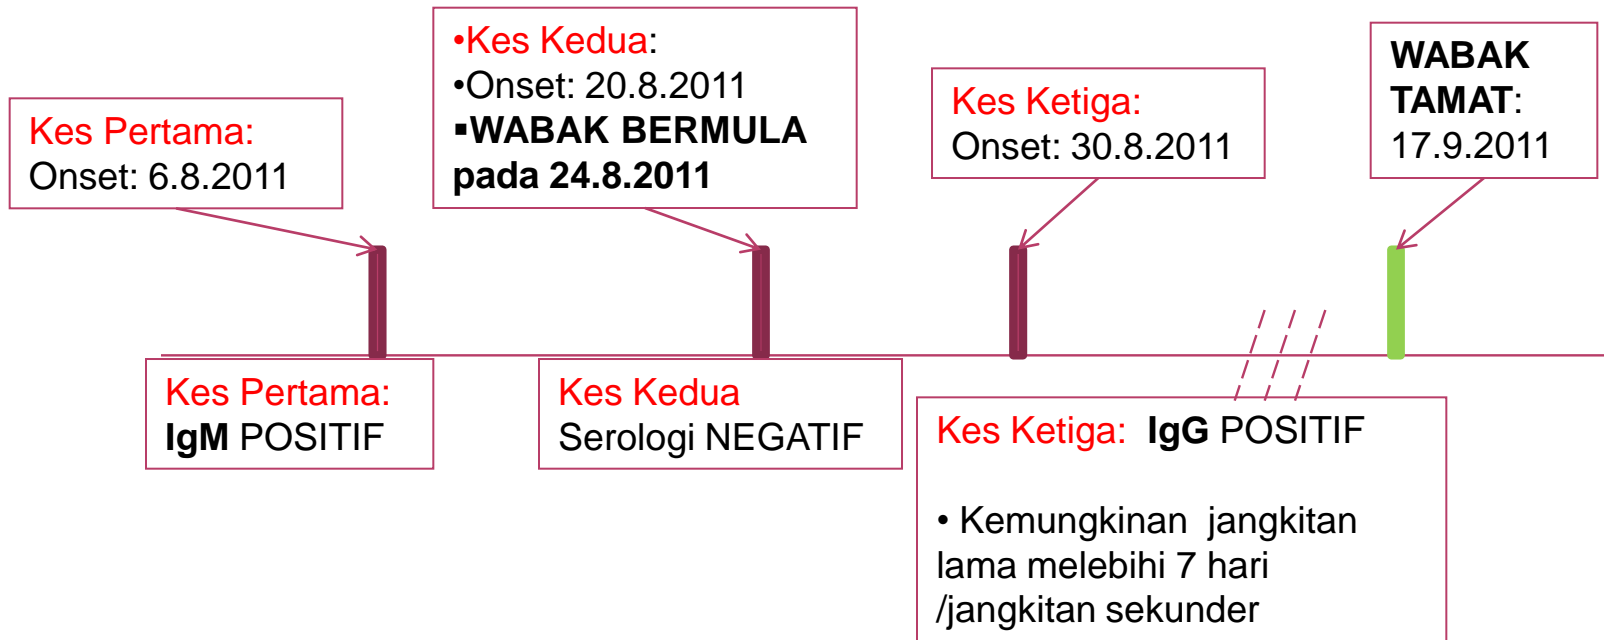 Kes Pertama:
Onset: 6.8.2011
•Kes Kedua:
•Onset: 20.8.2011
▪WABAK BERMULA
pada 24.8.2011
Kes Ketiga:
Onset: 30.8.2011
WABAK
TAMAT:
17.9.2011
Kes Pertama:
IgM POSITIF
Kes Kedua
Serologi NEGATIF
Kes Ketiga: IgG POSITIF
• Kemungkinan jangkitan
lama melebihi 7 hari
/jangkitan sekunder